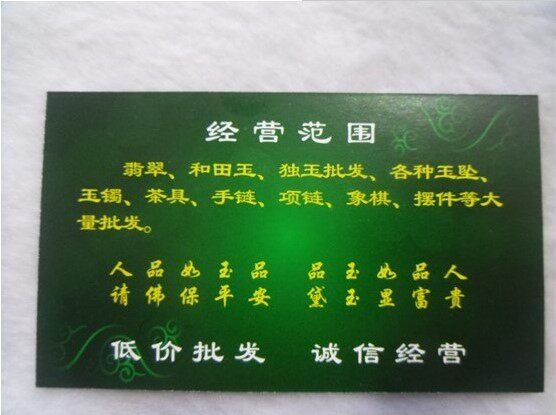 经营范围
翡翠、和田玉、独玉批发、各种玉坠、
玉镯、茶具、手链、项链、象棋、摆件等大
量批发。
人品如玉品 品玉如品人
请佛保平安 黛玉显富贵
低价批发 诚信经营